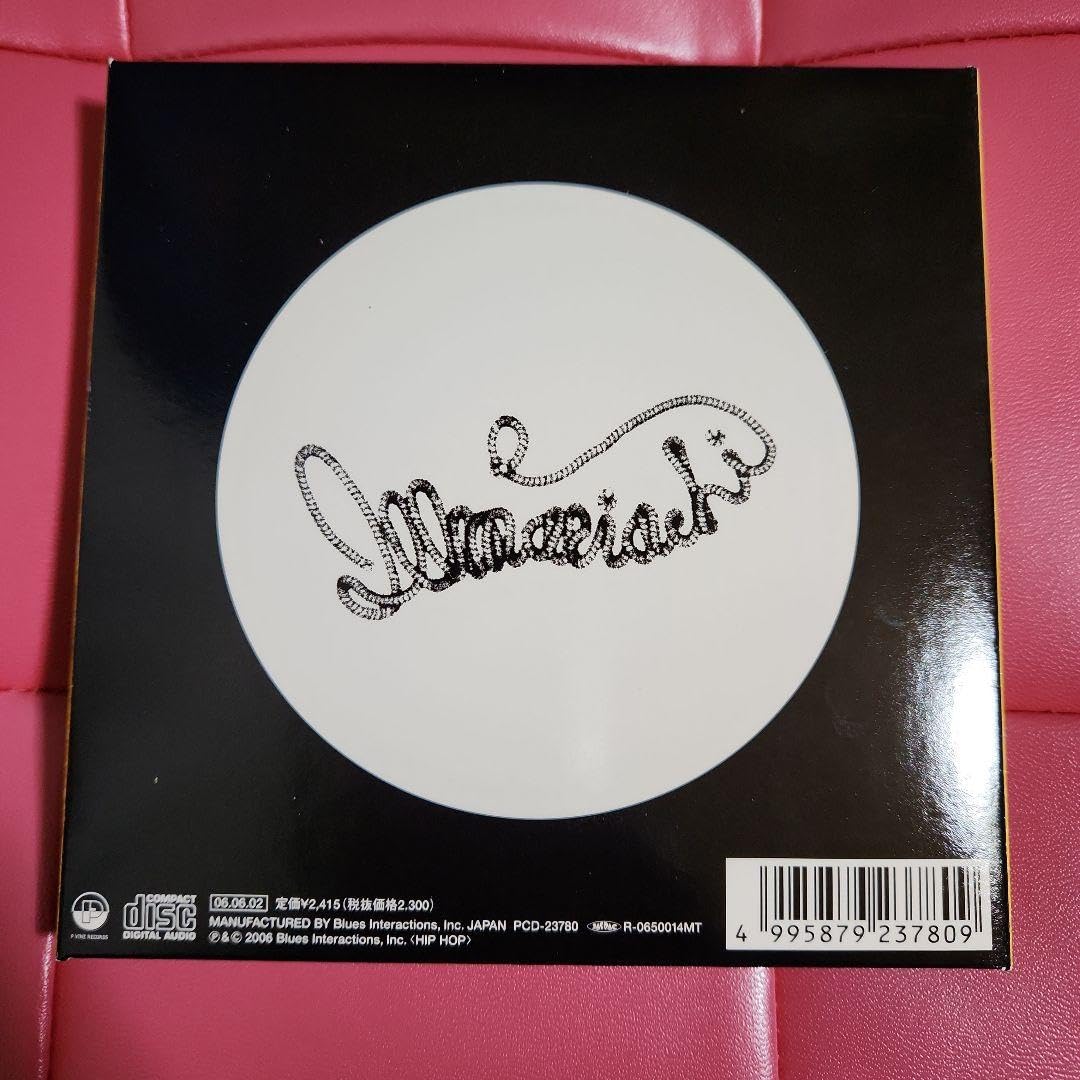 Illmariachi
P-VINE RECORDS
COMPACT
disc
DIGITAL AUDIO
06.06.02 定価¥2,415(税抜価格2,300)
MANUFACTURED BY Blues Interactions, Inc. JAPAN PCD-23780 R-0650014MT
℗&© 2006 Blues Interactions, Inc. 〈HIP HOP〉
4 995879 237809